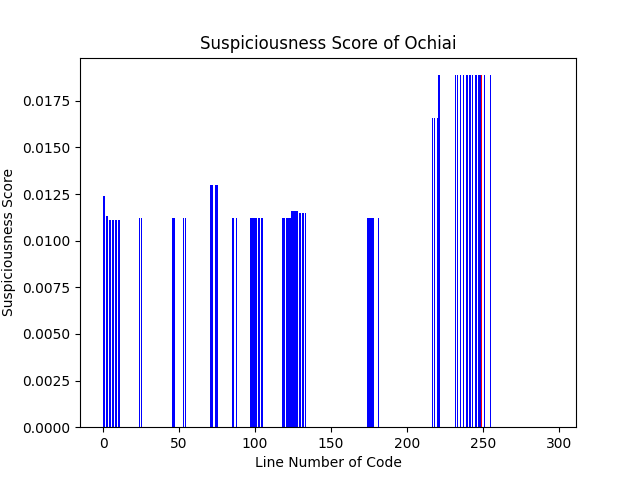 Suspiciousness Score of Ochiai
0.0175
0.0150
0.0125
0.0100
0.0075
0.0050
0.0025
0.0000
Suspiciousness Score
0 50 100 150 200 250 300
Line Number of Code